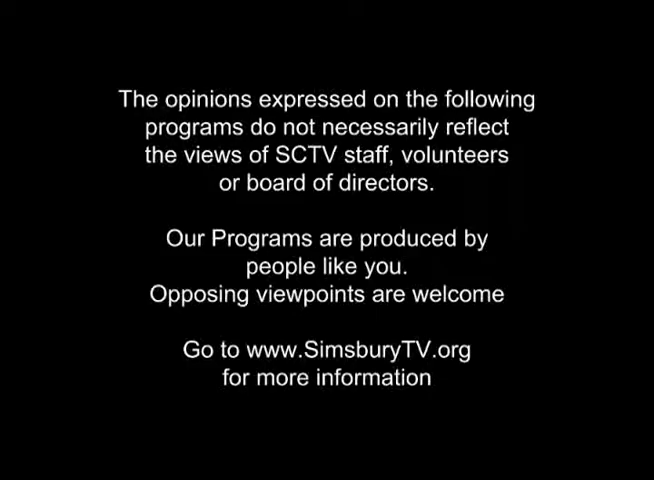 The opinions expressed on the following
programs do not necessarily reflect
the views of SCTV staff, volunteers
or board of directors.
Our Programs are produced by
people like you.
Opposing viewpoints are welcome
Go to www.SimsburyTV.org
for more information